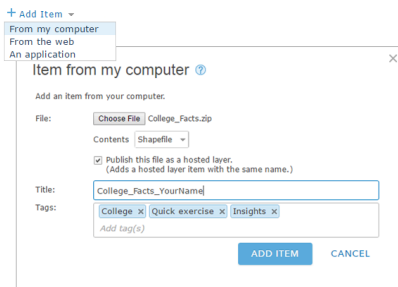 + Add Item
From my computer
From the web
An application
Item from my computer ?
Add an item from your computer.
File: Choose File College_Facts.zip
Contents Shapefile
Publish this file as a hosted layer.
(Adds a hosted layer item with the same name.)
Title: College_Facts_YourName
Tags: College x Quick exercise x Insights x
Add tag(s)
ADD ITEM CANCEL